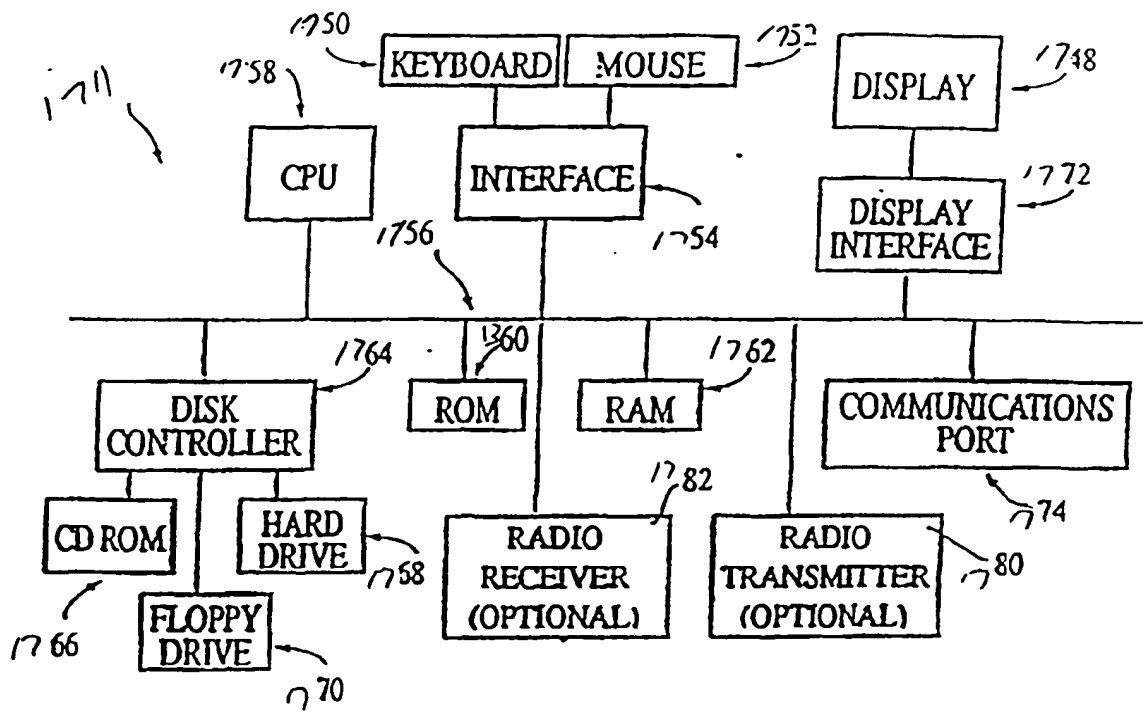 1750
KEYBOARD
MOUSE
1752
1711
1758
DISPLAY
1748
CPU
INTERFACE
1772
1756
1754
DISPLAY
INTERFACE
1764
1360
1762
DISK
CONTROLLER
ROM
RAM
COMMUNICATIONS
PORT
1782
1774
CD ROM
HARD
DRIVE
1768
RADIO
RECEIVER
(OPTIONAL)
RADIO
TRANSMITTER
(OPTIONAL)
1780
1766
FLOPPY
DRIVE
1770